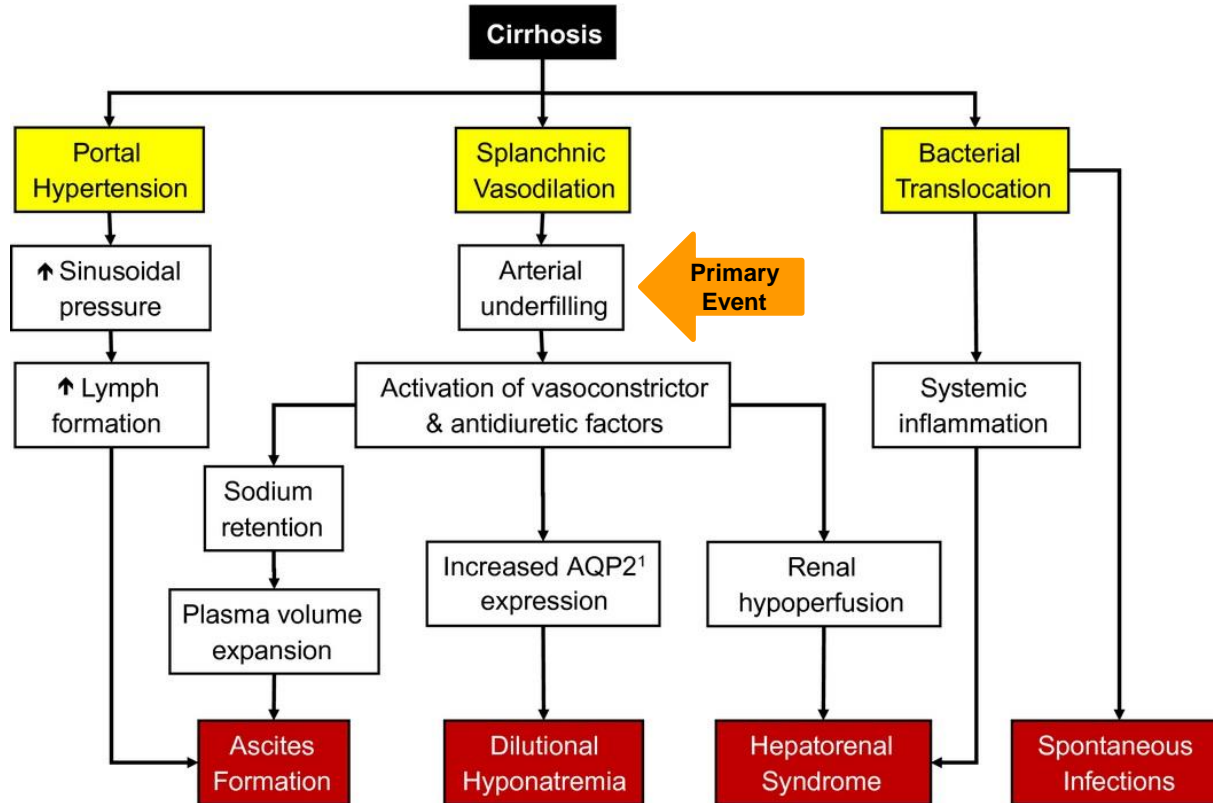 Cirrhosis
Portal
Hypertension
Splanchnic
Vasodilation
Bacterial
Translocation
↑ Sinusoidal
pressure
Arterial
underfilling
Primary
Event
↑ Lymph
formation
Activation of vasoconstrictor
& antidiuretic factors
Systemic
inflammation
Sodium
retention
Increased AQP2¹
expression
Renal
hypoperfusion
Plasma volume
expansion
Ascites
Formation
Dilutional
Hyponatremia
Hepatorenal
Syndrome
Spontaneous
Infections